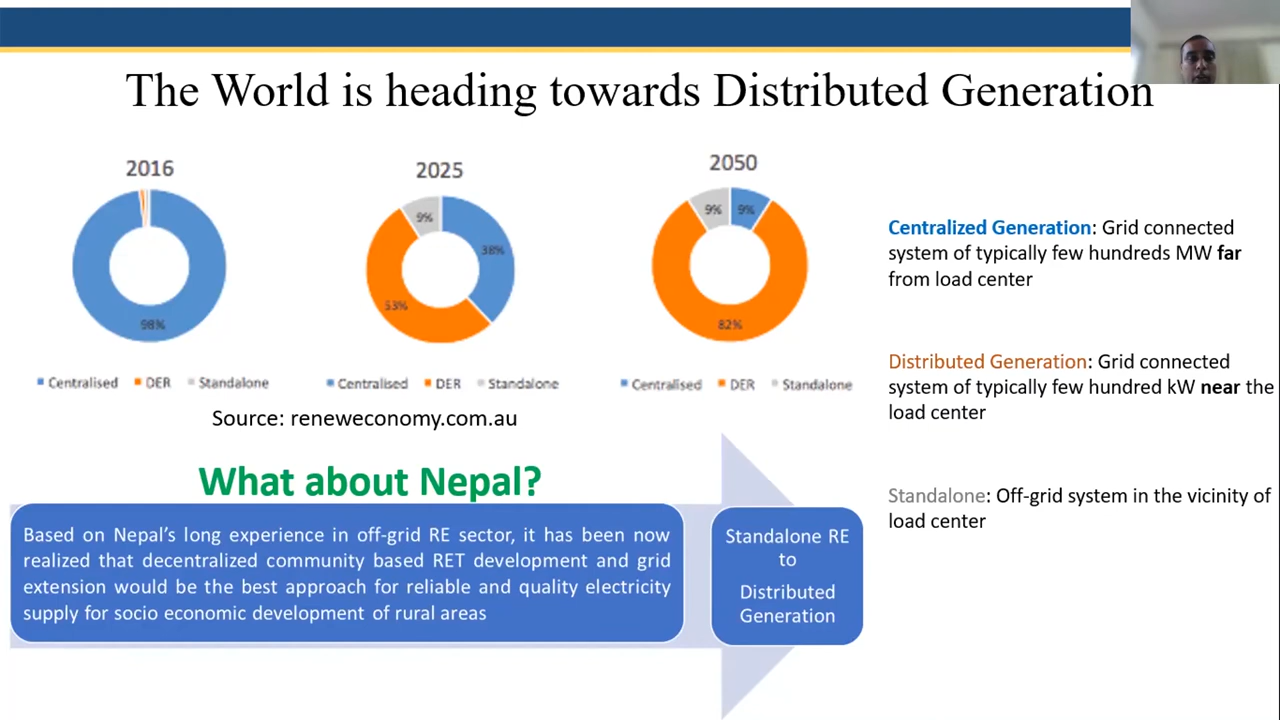 The World is heading towards Distributed Generation
2016
98%
Centralised DER Standalone
2025
9%
38%
53%
Centralised DER Standalone
2050
9%
9%
82%
Centralised DER Standalone
Source: reneweconomy.com.au
Centralized Generation: Grid connected
system of typically few hundreds MW far
from load center
Distributed Generation: Grid connected
system of typically few hundred kW near the
load center
Standalone: Off-grid system in the vicinity of
load center
What about Nepal?
Based on Nepal's long experience in off-grid RE sector, it has been now
realized that decentralized community based RET development and grid
extension would be the best approach for reliable and quality electricity
supply for socio economic development of rural areas
Standalone RE
to
Distributed
Generation